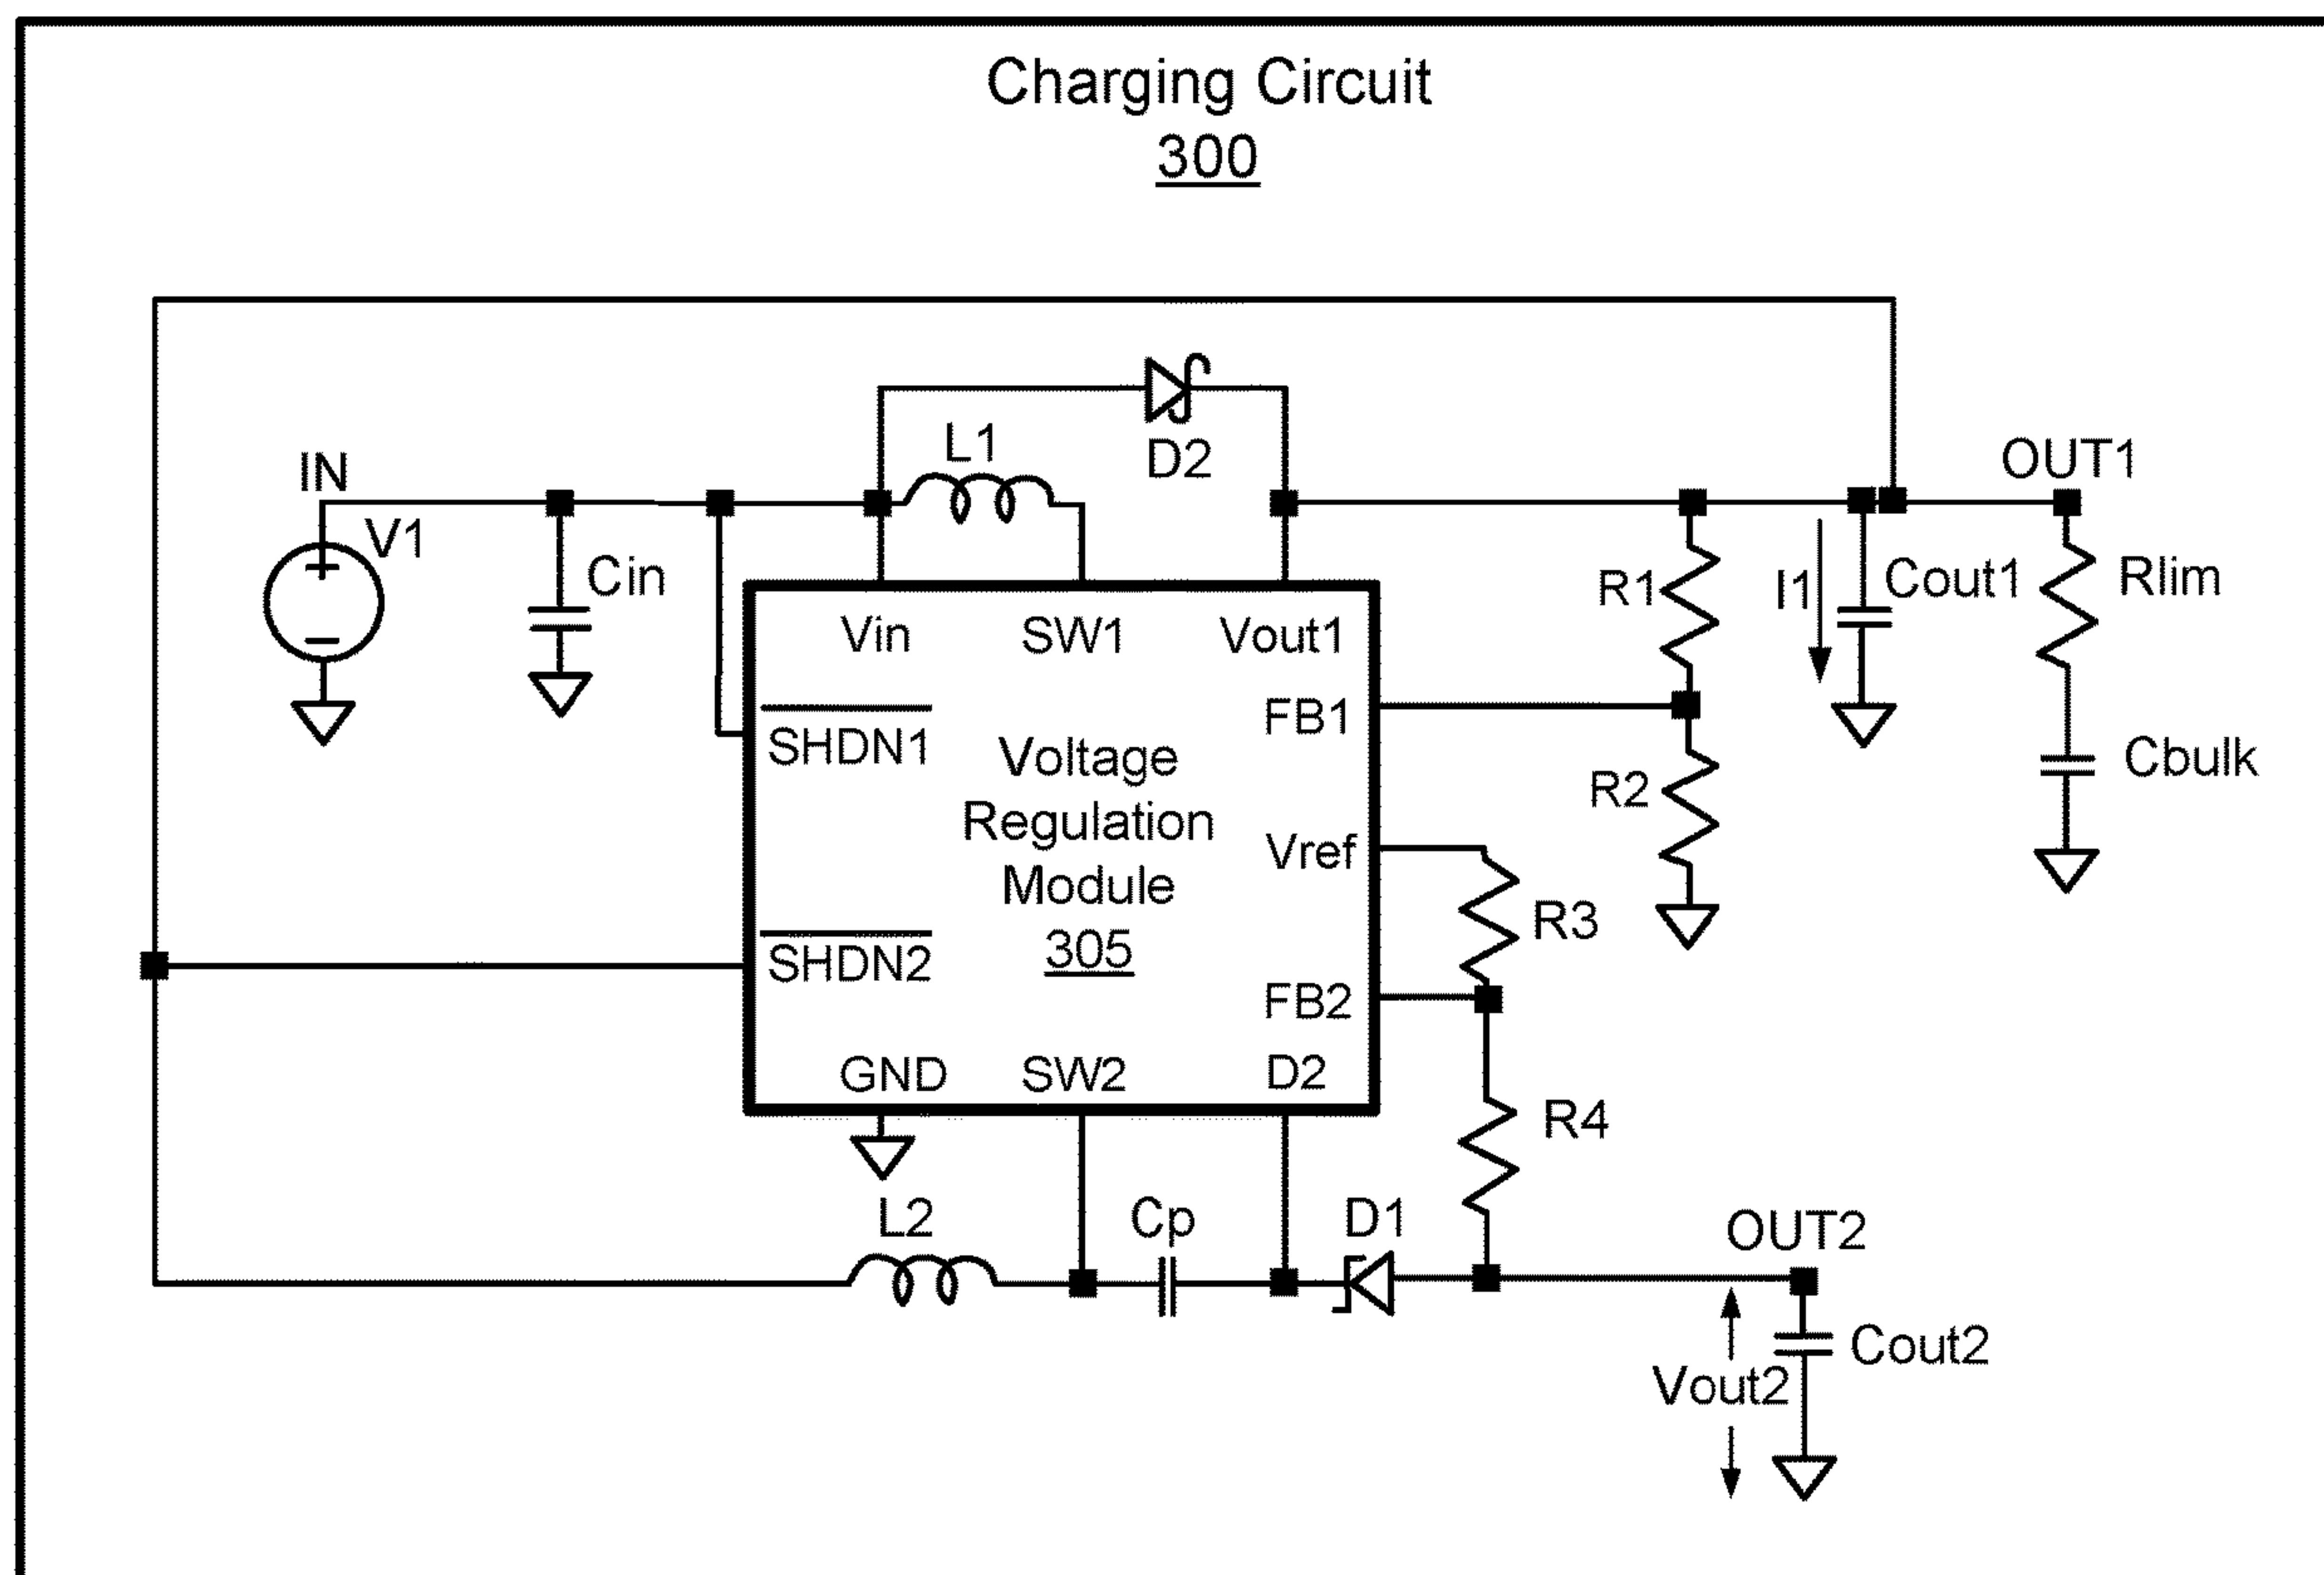 Charging Circuit
300
IN
V1
Cin
L1
D2
OUT1
R1
I1
Cout1
Rlim
Vin
SW1
Vout1
SHDN1
FB1
Voltage
Regulation
Module
305
R2
Cbulk
Vref
R3
SHDN2
FB2
GND
SW2
D2
R4
L2
Cp
D1
OUT2
Vout2
Cout2